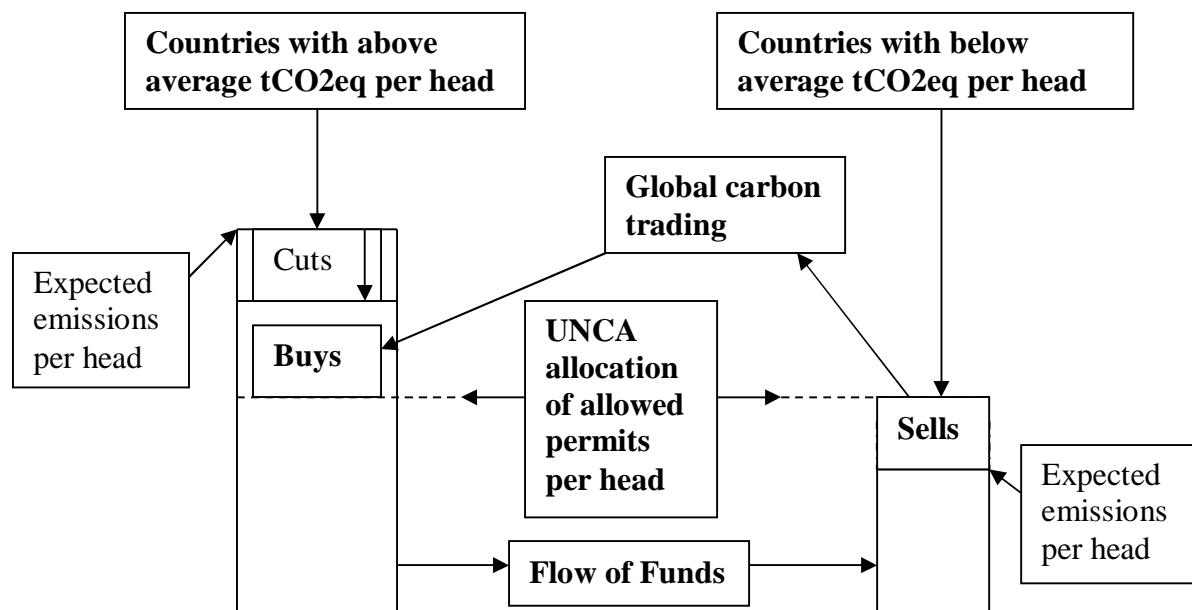 Countries with above
average tCO2eq per head
Countries with below
average tCO2eq per head
Global carbon
trading
Cuts
Expected
emissions
per head
Buys
UNCA
allocation
of allowed
permits
per head
Sells
Expected
emissions
per head
Flow of Funds